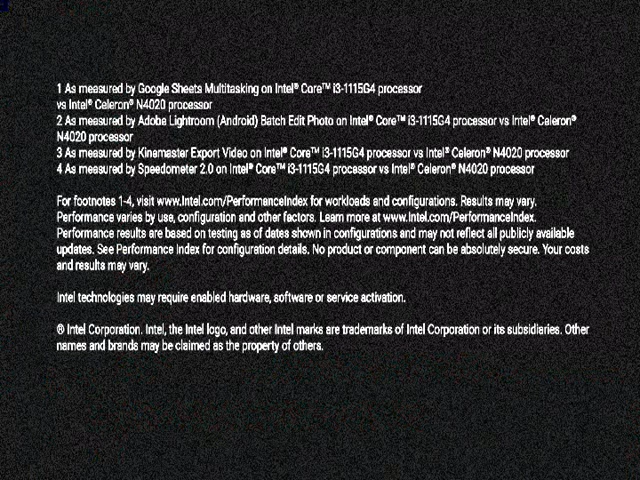 1 As measured by Google Sheets Multitasking on Intel® Core™ i3-1115G4 processor
vs Intel® Celeron® N4020 processor
2 As measured by Adobe Lightroom (Android) Batch Edit Photo on Intel® Core™ i3-1115G4 processor vs Intel® Celeron®
N4020 processor
3 As measured by Kinemaster Export Video on Intel® Core™ i3-1115G4 processor vs Intel® Celeron® N4020 processor
4 As measured by Speedometer 2.0 on Intel® Core™ i3-1115G4 processor vs Intel® Celeron® N4020 processor
For footnotes 1-4, visit www.Intel.com/PerformanceIndex for workloads and configurations. Results may vary.
Performance varies by use, configuration and other factors. Learn more at www.Intel.com/PerformanceIndex.
Performance results are based on testing as of dates shown in configurations and may not reflect all publicly available
updates. See Performance Index for configuration details. No product or component can be absolutely secure. Your costs
and results may vary.
Intel technologies may require enabled hardware, software or service activation.
® Intel Corporation. Intel, the Intel logo, and other Intel marks are trademarks of Intel Corporation or its subsidiaries. Other
names and brands may be claimed as the property of others.